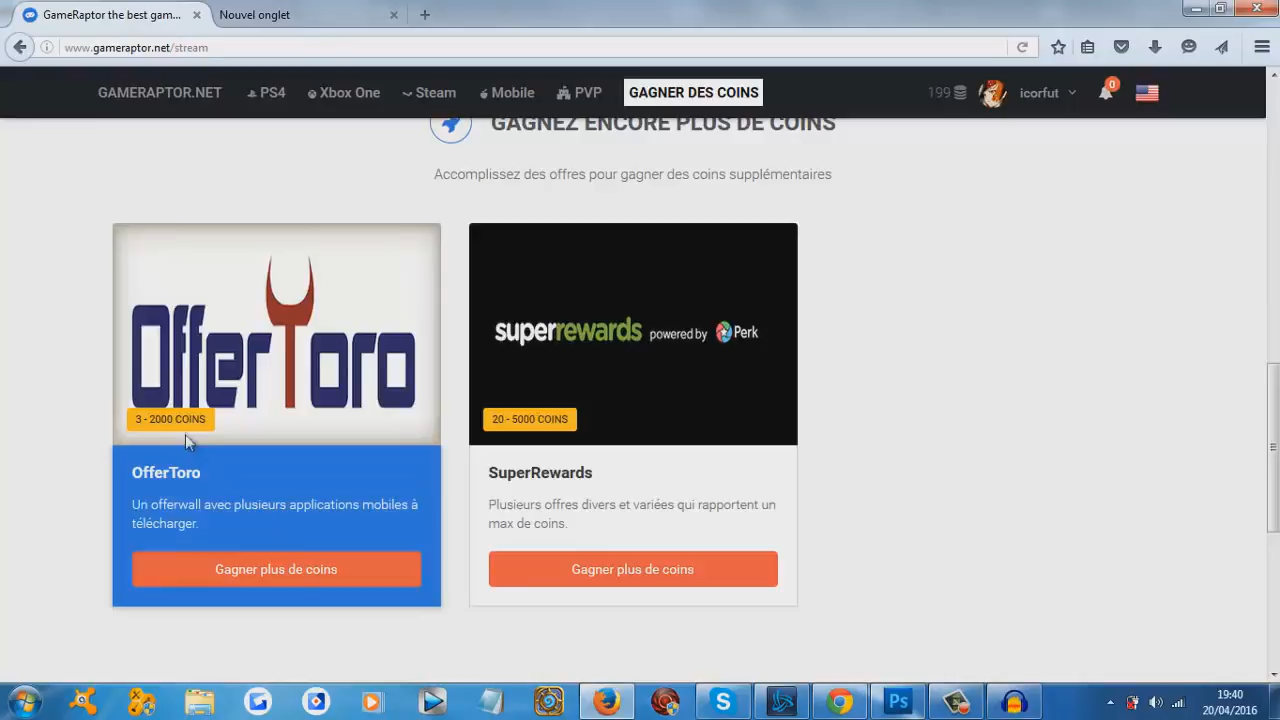 GameRaptor the best gam...
Nouvel onglet
www.gameraptor.net/stream
GAMERAPTOR.NET
PS4
Xbox One
Steam
Mobile
PVP
GAGNER DES COINS
199
icorfut
0
GAGNEZ ENCORE PLUS DE COINS
Accomplissez des offres pour gagner des coins supplémentaires
OfferToro
3 - 2000 COINS
OfferToro
Un offerwall avec plusieurs applications mobiles à
télécharger.
Gagner plus de coins
superrewards powered by Perk
20 - 5000 COINS
SuperRewards
Plusieurs offres divers et variées qui rapportent un
max de coins.
Gagner plus de coins
Ps
19:40
20/04/2016